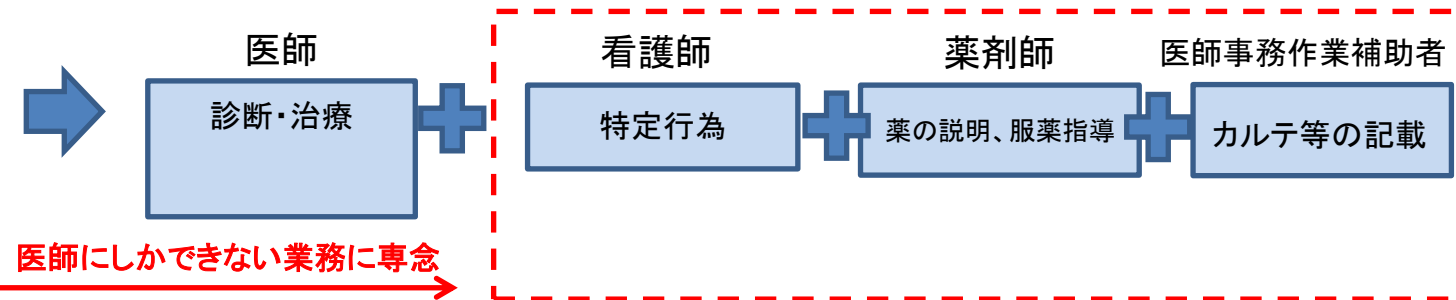 医師
看護師
薬剤師
医師事務作業補助者
診断・治療
特定行為
薬の説明、服薬指導
カルテ等の記載
医師にしかできない業務に専念